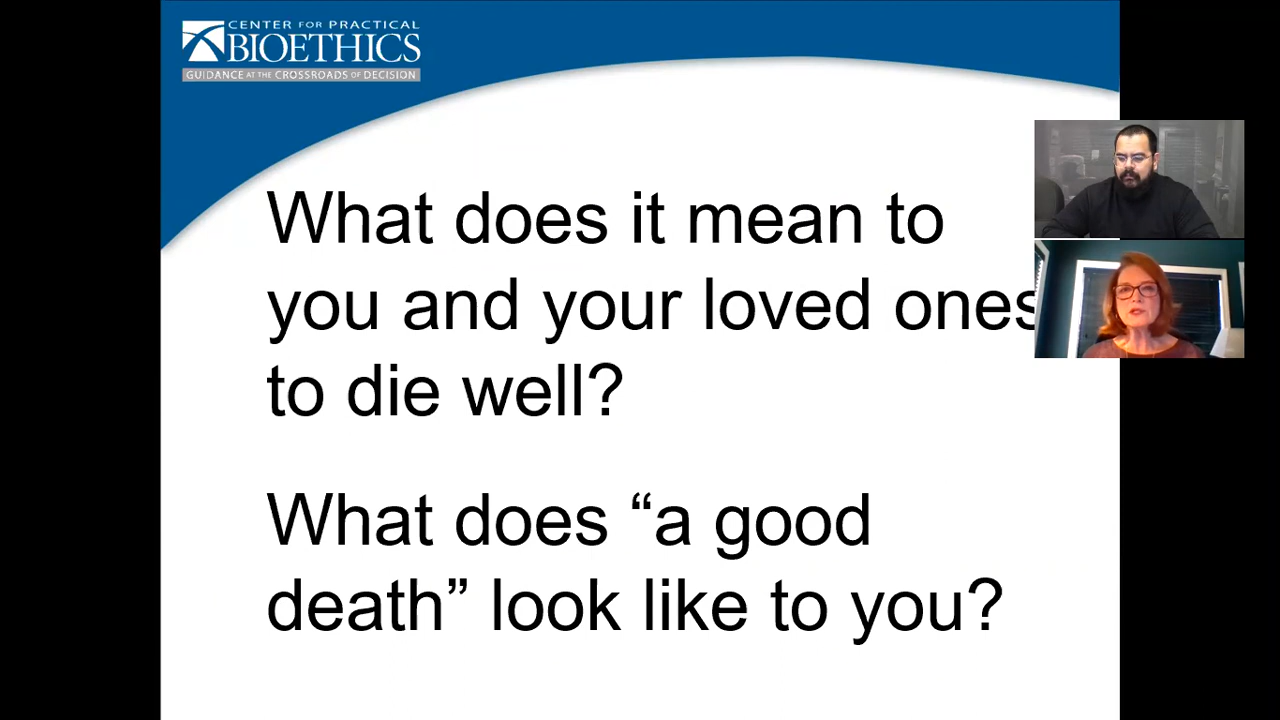 CENTER FOR PRACTICAL
BIOETHICS
GUIDANCE AT THE CROSSROADS OF DECISION
What does it mean to
you and your loved ones
to die well?
What does “a good
death” look like to you?